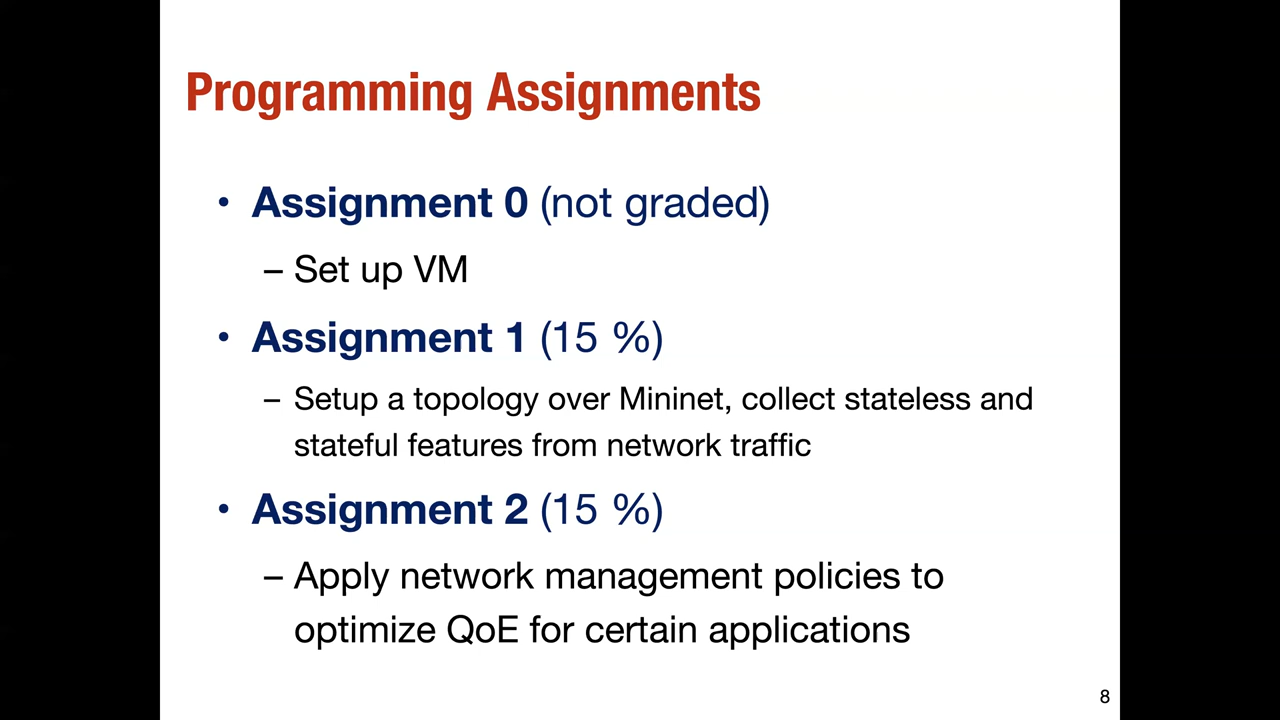 Programming Assignments
• Assignment 0 (not graded)
– Set up VM
• Assignment 1 (15 %)
– Setup a topology over Mininet, collect stateless and
stateful features from network traffic
• Assignment 2 (15 %)
– Apply network management policies to
optimize QoE for certain applications
8